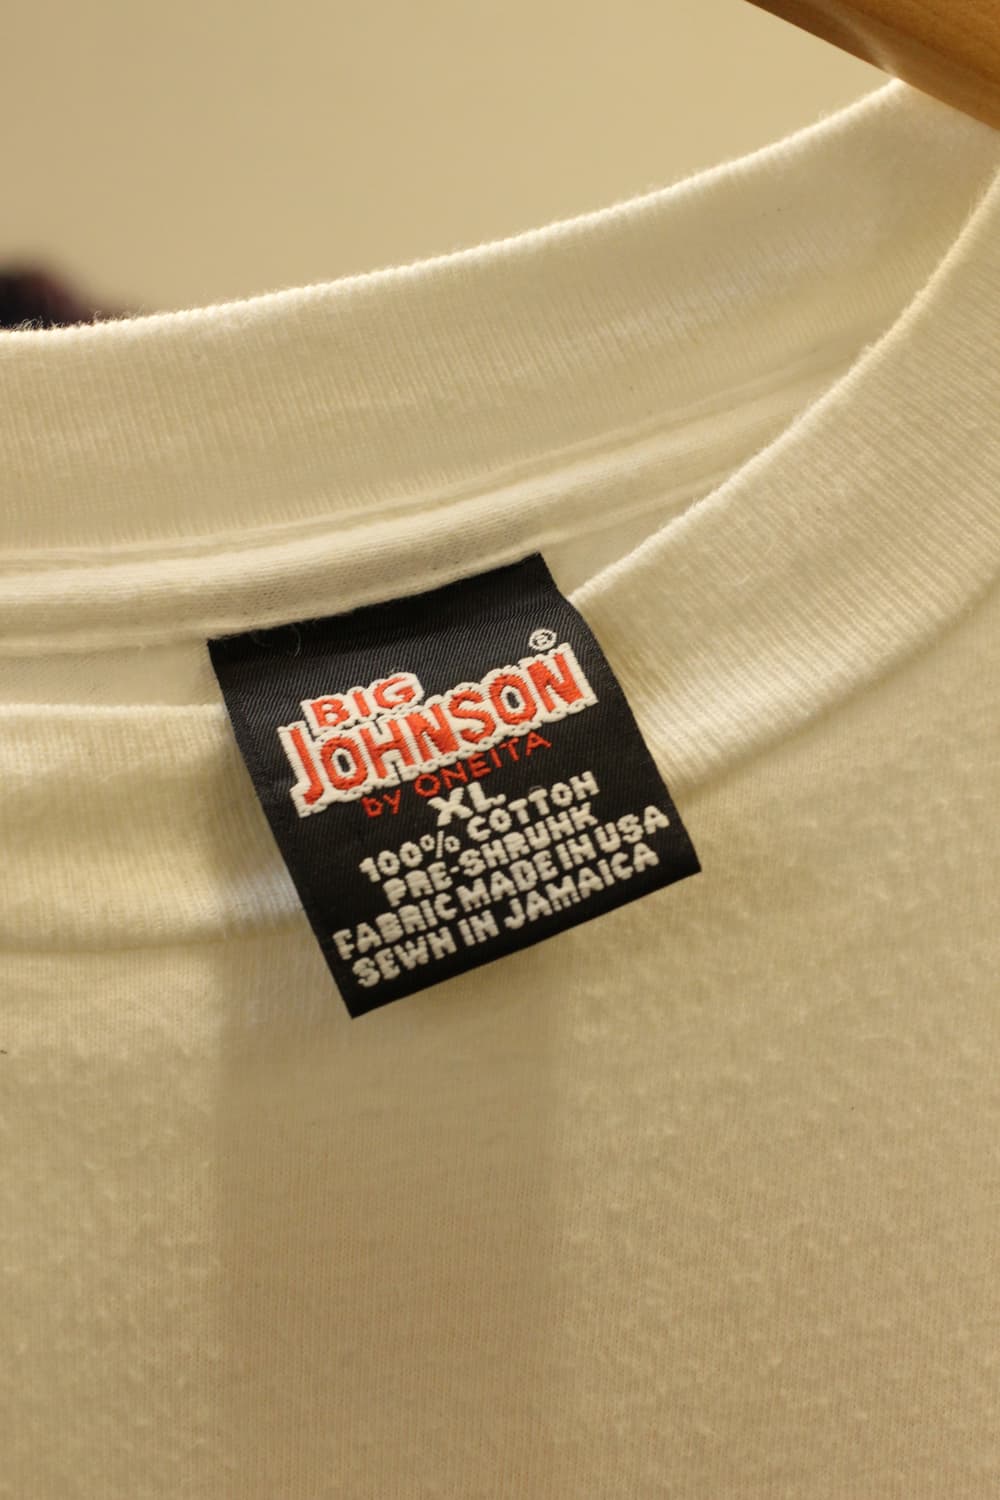 BIG
JOHNSON®
by ONEITA
XL
100% COTTON
PRE-SHRUNK
FABRIC MADE IN USA
SEWN IN JAMAICA